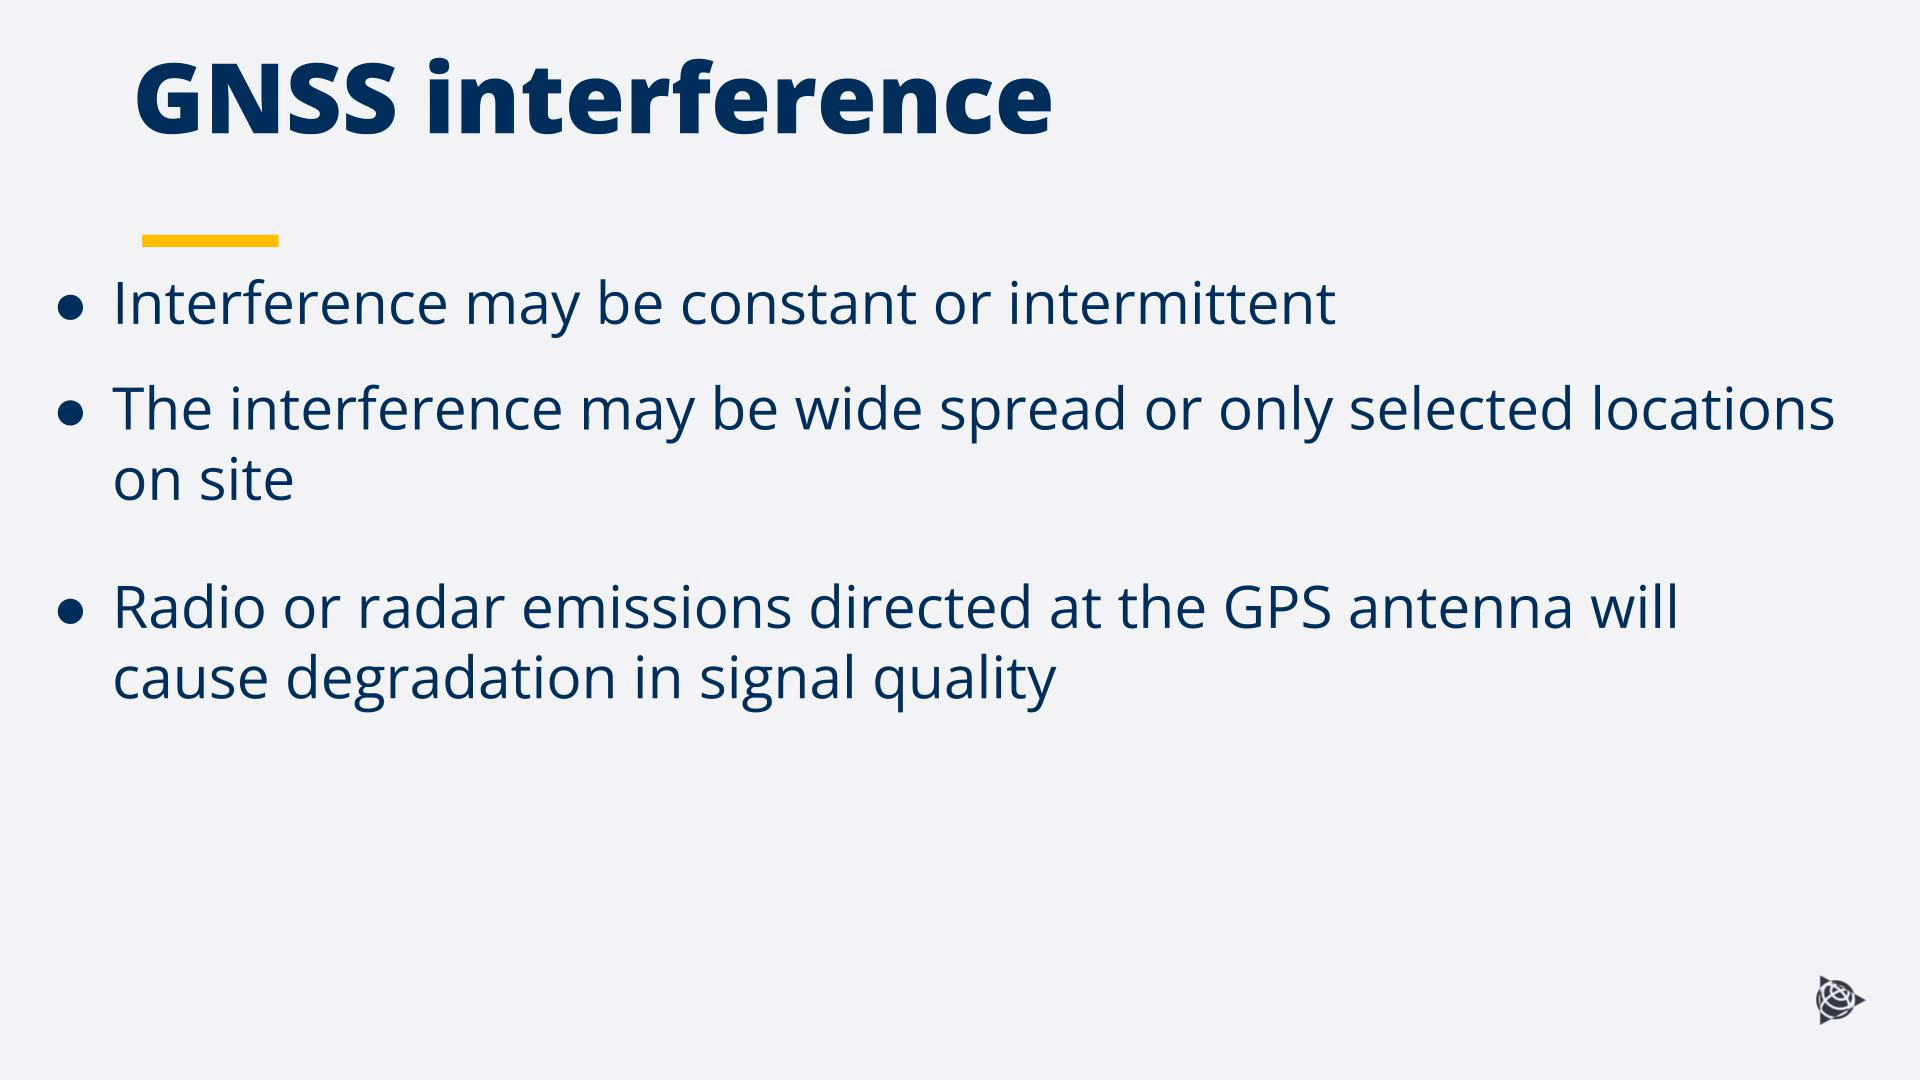 GNSS interference
● Interference may be constant or intermittent
● The interference may be wide spread or only selected locations
on site
● Radio or radar emissions directed at the GPS antenna will
cause degradation in signal quality